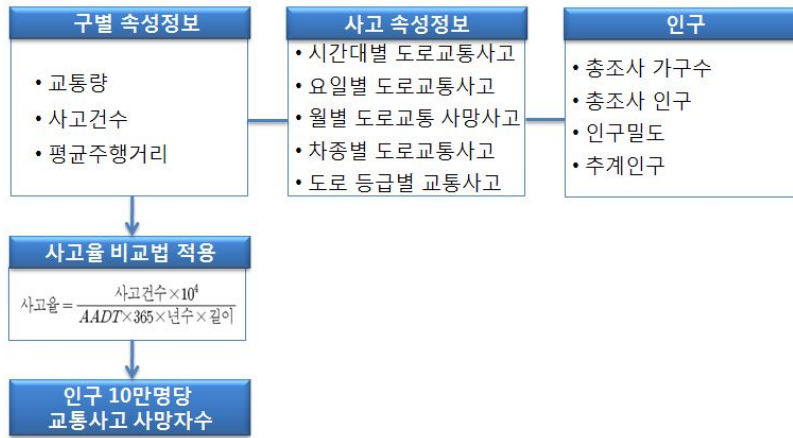 구별 속성정보
• 교통량
• 사고건수
• 평균주행거리
사고 속성정보
• 시간대별 도로교통사고
• 요일별 도로교통사고
• 월별 도로교통 사망사고
• 차종별 도로교통사고
• 도로 등급별 교통사고
인구
• 총조사 가구수
• 총조사 인구
• 인구밀도
• 추계인구
사고율 비교법 적용
사고율 = 사고건수×10⁴ / AADT×365×년수×길이
인구 10만명당
교통사고 사망자수